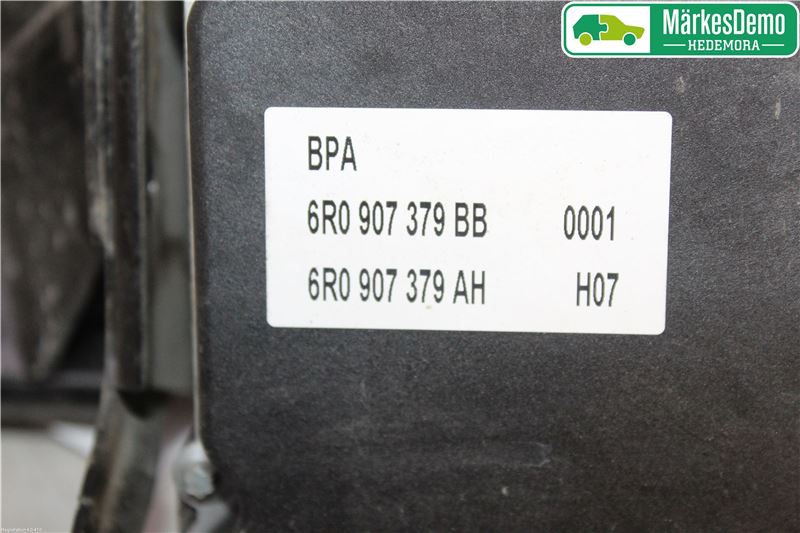 MärkesDemo
HEDEMORA
BPA
6R0 907 379 BB 0001
6R0 907 379 AH H07